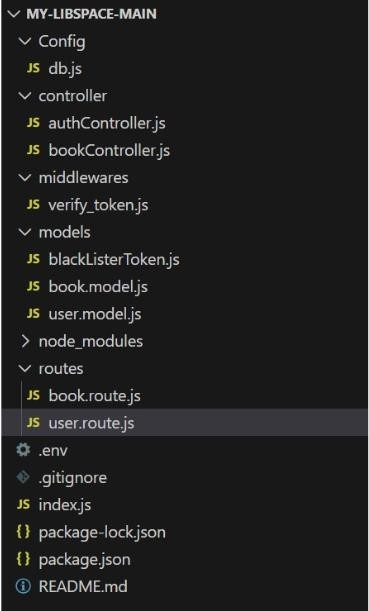 MY-LIBSPACE-MAIN
Config
JS db.js
controller
JS authController.js
JS bookController.js
middlewares
JS verify_token.js
models
JS blackListerToken.js
JS book.model.js
JS user.model.js
node_modules
routes
JS book.route.js
JS user.route.js
.env
.gitignore
JS index.js
{} package-lock.json
{} package.json
README.md